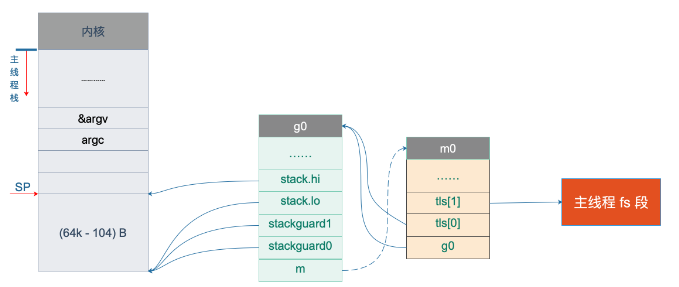 内核
主线程栈
............
&argv
argc
SP
(64k - 104) B
g0
……
stack.hi
stack.lo
stackguard1
stackguard0
m
m0
……
tls[1]
tls[0]
g0
主线程 fs 段